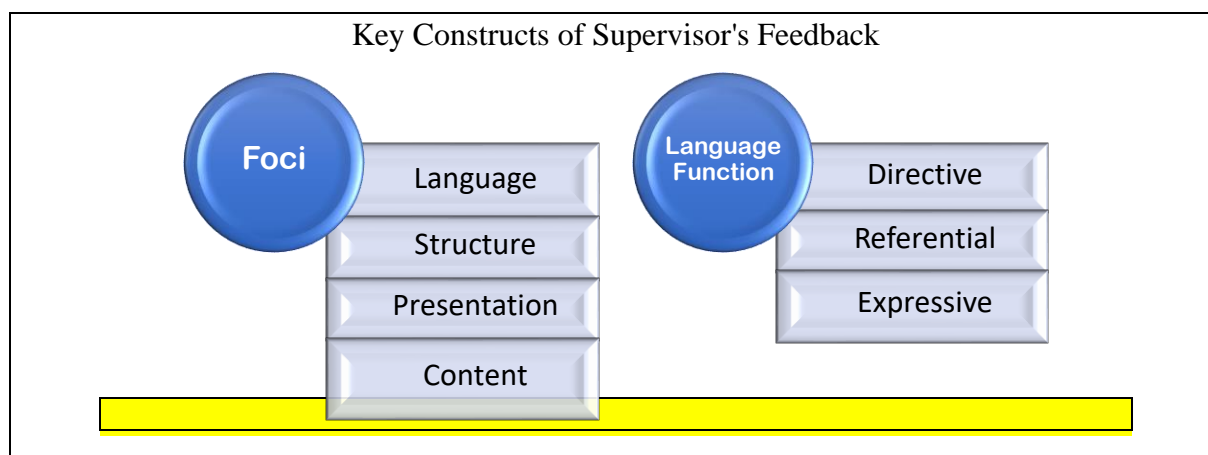 Key Constructs of Supervisor's Feedback
Foci
Language
Structure
Presentation
Content
Language
Function
Directive
Referential
Expressive